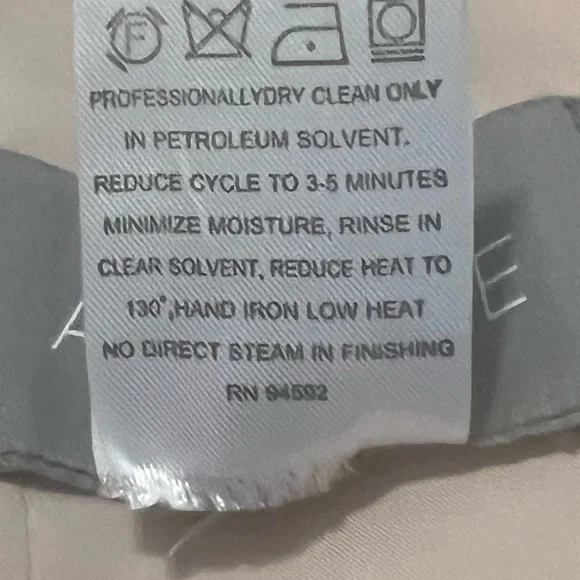 F
PROFESSIONALLYDRY CLEAN ONLY
IN PETROLEUM SOLVENT.
REDUCE CYCLE TO 3-5 MINUTES
MINIMIZE MOISTURE, RINSE IN
CLEAR SOLVENT, REDUCE HEAT TO
130°,HAND IRON LOW HEAT
A E
NO DIRECT STEAM IN FINISHING
RN 94592